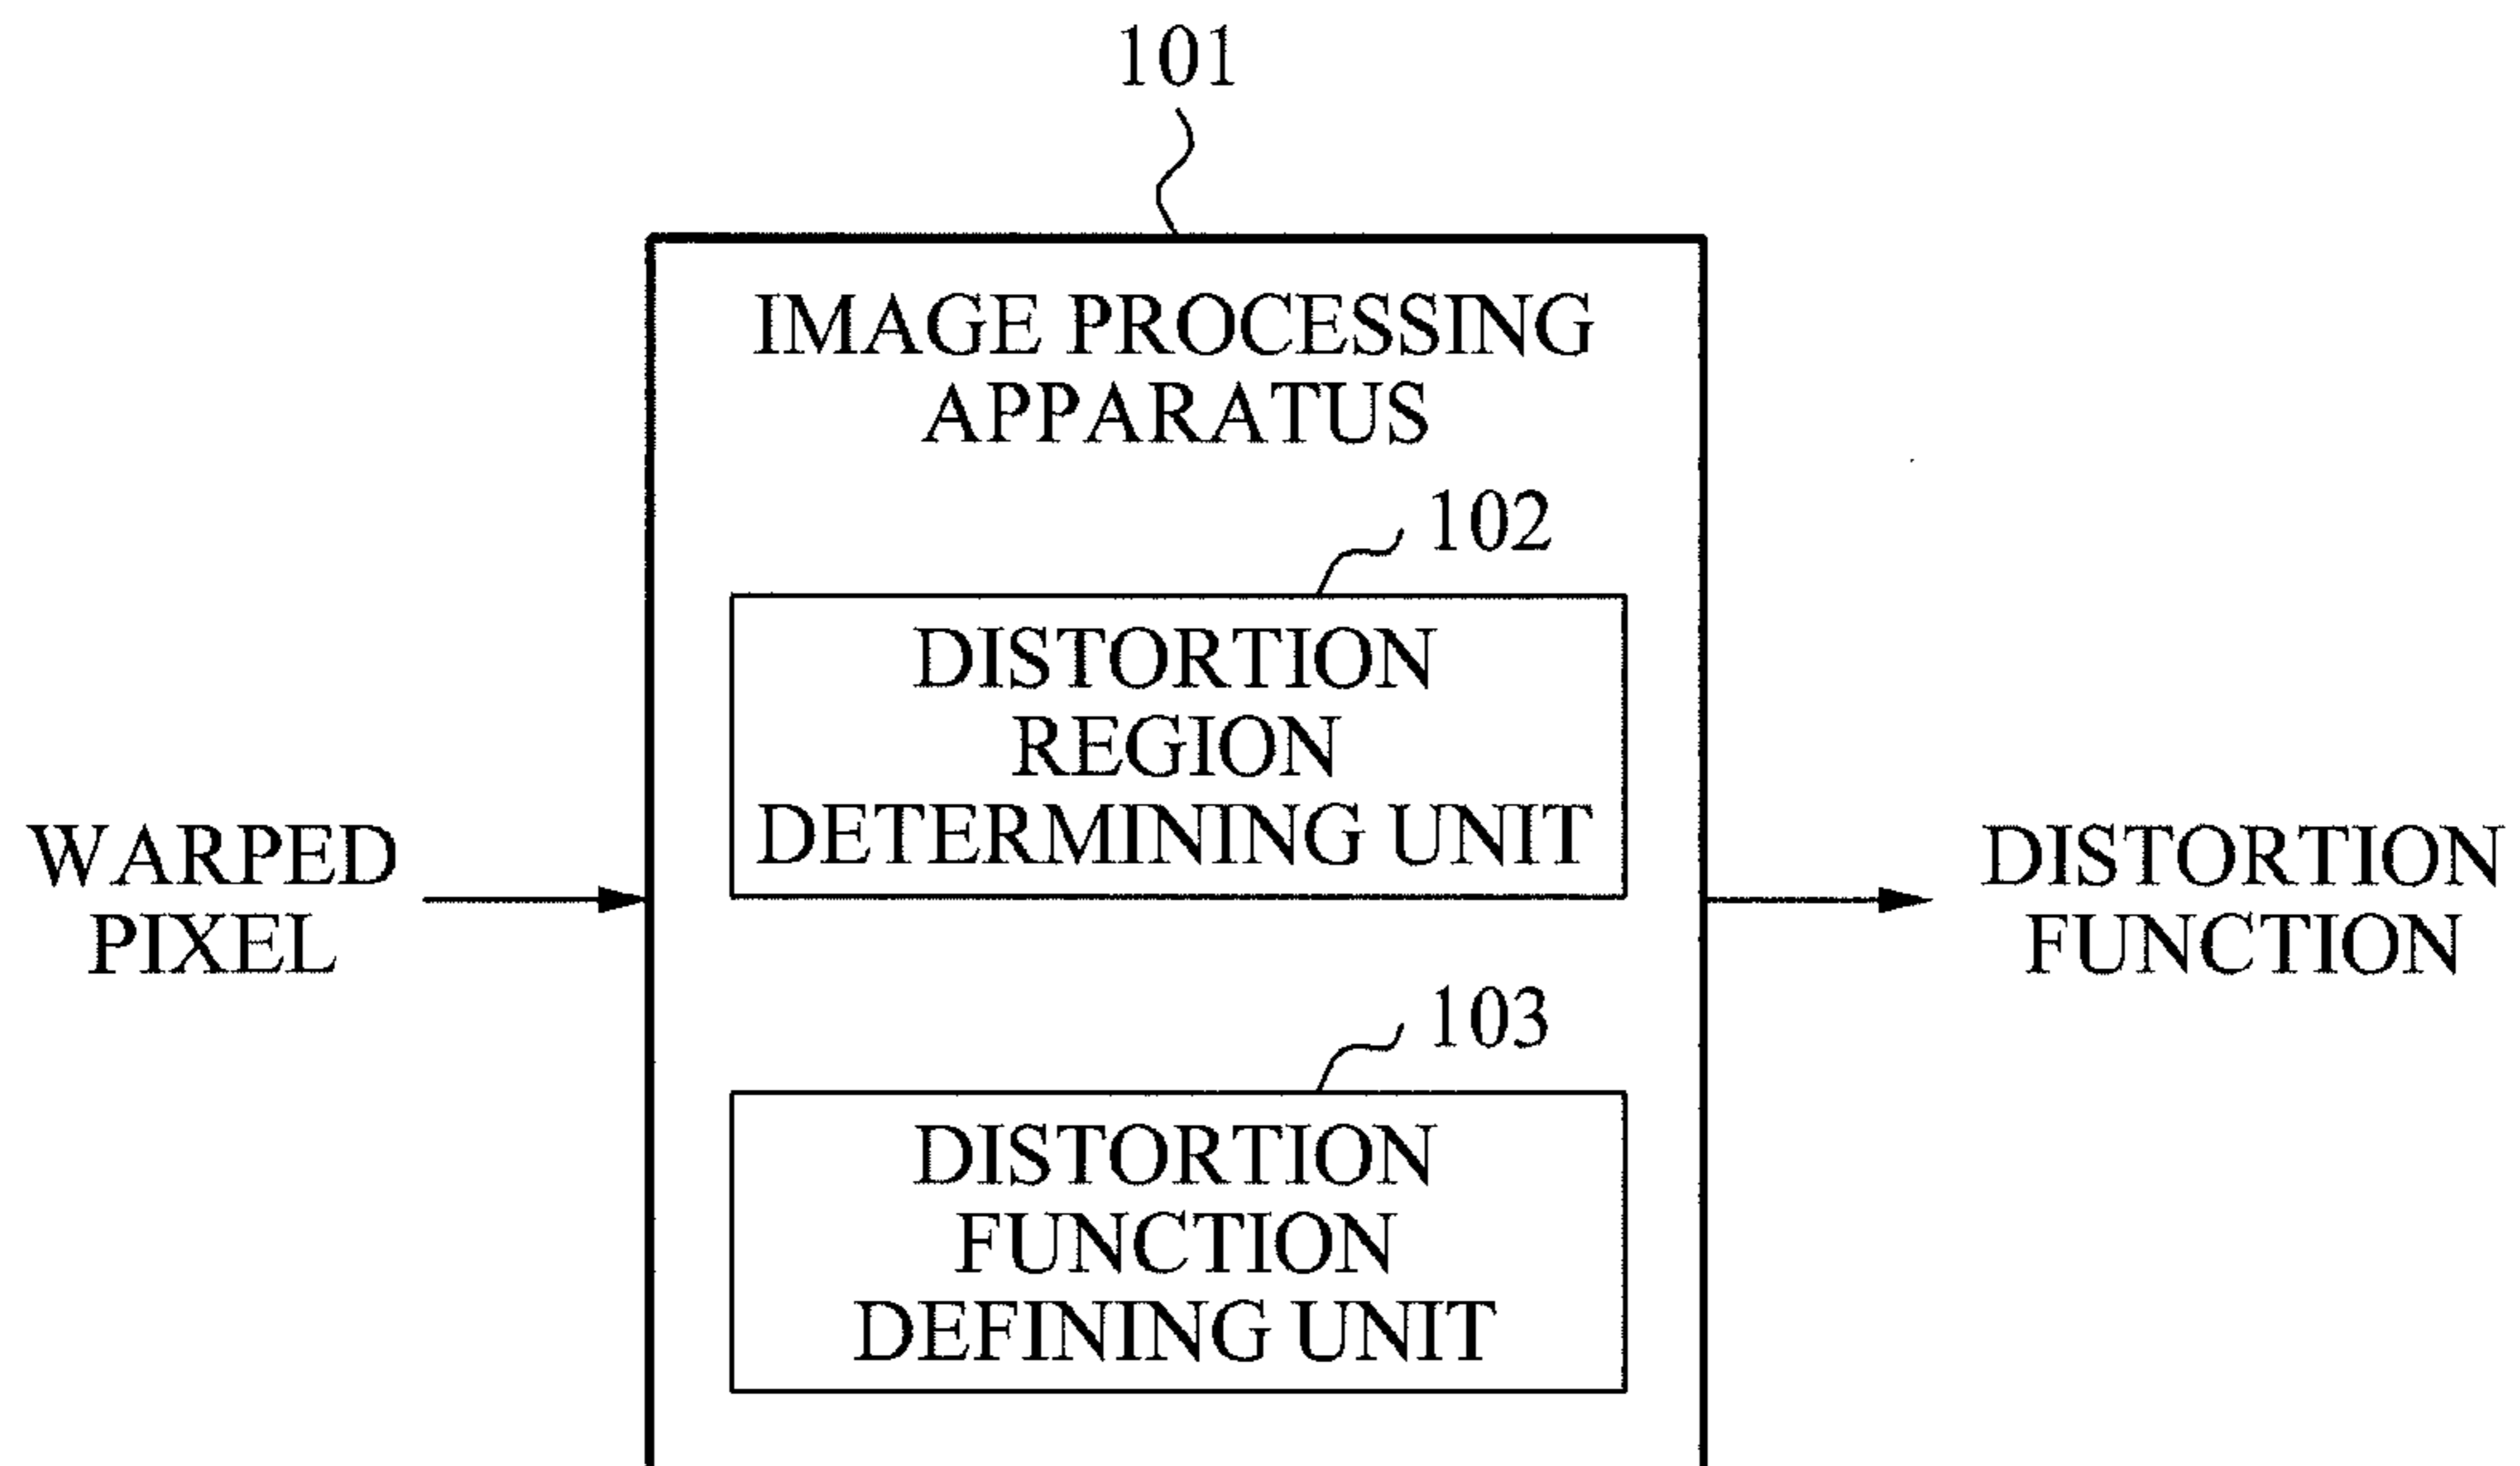 101
IMAGE PROCESSING
APPARATUS
102
DISTORTION
REGION
DETERMINING UNIT
WARPED
PIXEL
DISTORTION
FUNCTION
103
DISTORTION
FUNCTION
DEFINING UNIT